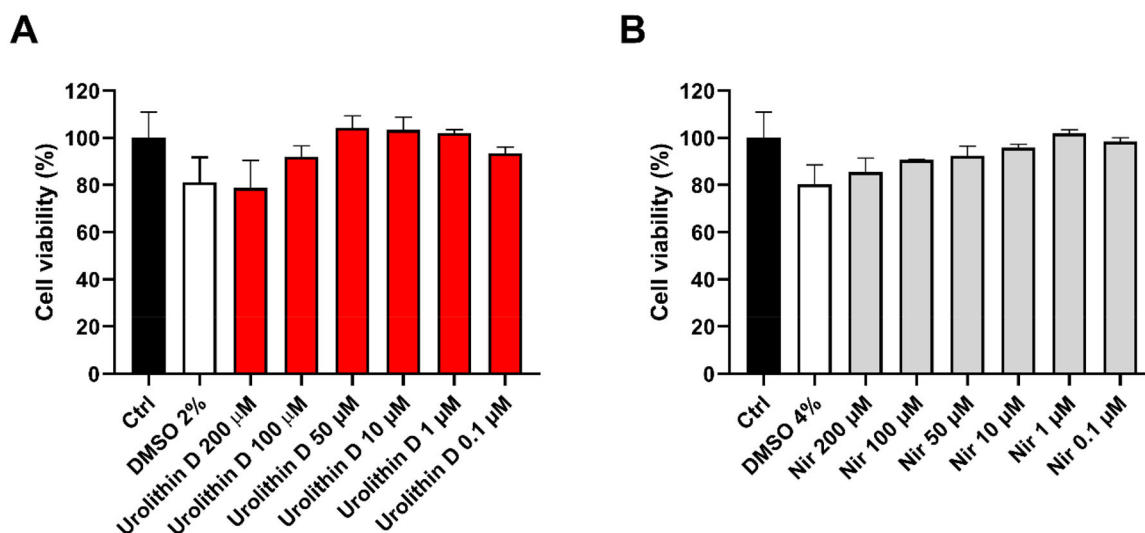 A
Cell viability (%)
120
100
80
60
40
20
0
Ctrl
DMSO 2%
Urolithin D 200 μM
Urolithin D 100 μM
Urolithin D 50 μM
Urolithin D 10 μM
Urolithin D 1 μM
Urolithin D 0.1 μM
B
Cell viability (%)
120
100
80
60
40
20
0
Ctrl
DMSO 4%
Nir 200 μM
Nir 100 μM
Nir 50 μM
Nir 10 μM
Nir 1 μM
Nir 0.1 μM